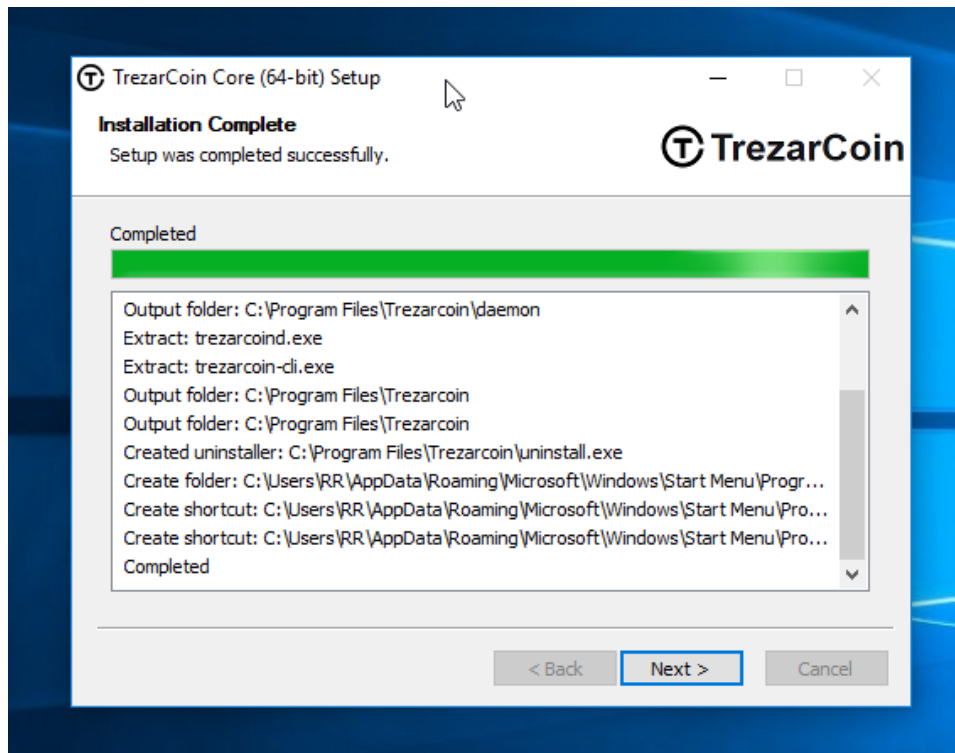 TrezarCoin Core (64-bit) Setup
Installation Complete
Setup was completed successfully.
TrezarCoin
Completed
Output folder: C:\Program Files\Trezarcoin\daemon
Extract: trezarcoind.exe
Extract: trezarcoin-cli.exe
Output folder: C:\Program Files\Trezarcoin
Output folder: C:\Program Files\Trezarcoin
Created uninstaller: C:\Program Files\Trezarcoin\uninstall.exe
Create folder: C:\Users\RR\AppData\Roaming\Microsoft\Windows\Start Menu\Progr...
Create shortcut: C:\Users\RR\AppData\Roaming\Microsoft\Windows\Start Menu\Pro...
Create shortcut: C:\Users\RR\AppData\Roaming\Microsoft\Windows\Start Menu\Pro...
Completed
< Back Next > Cancel